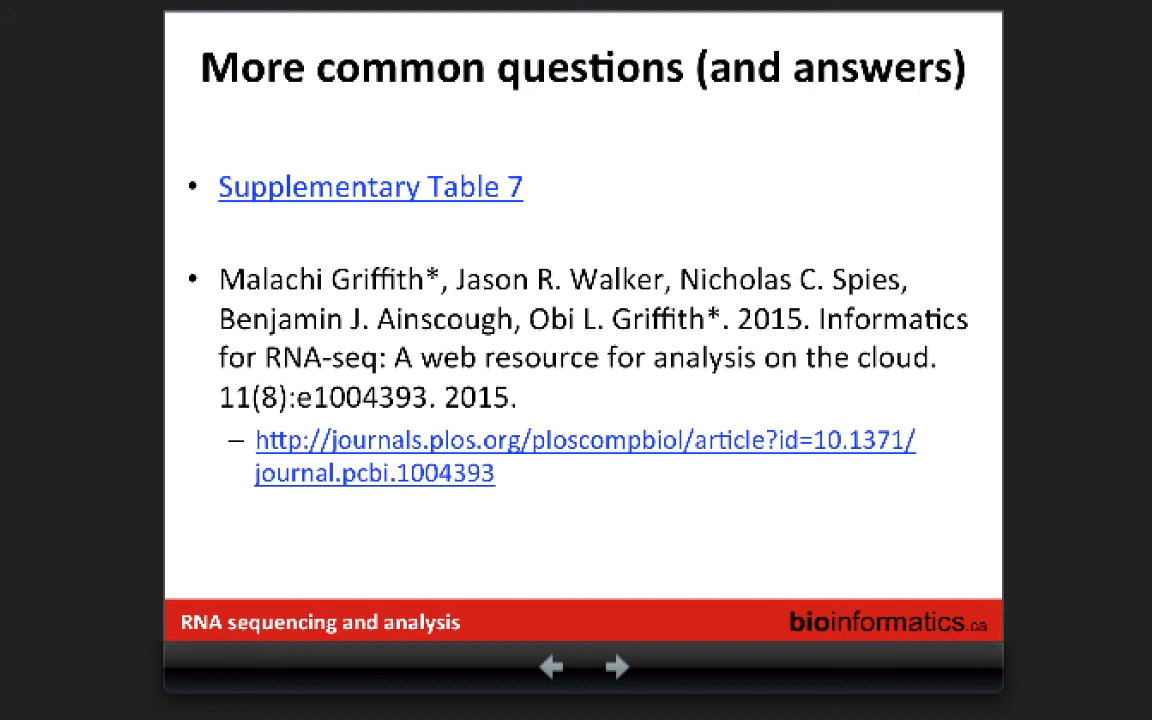 More common questions (and answers)
• Supplementary Table 7
• Malachi Griffith*, Jason R. Walker, Nicholas C. Spies,
Benjamin J. Ainscough, Obi L. Griffith*. 2015. Informatics
for RNA-seq: A web resource for analysis on the cloud.
11(8):e1004393. 2015.
– http://journals.plos.org/ploscompbiol/article?id=10.1371/
journal.pcbi.1004393
RNA sequencing and analysis
bioinformatics.ca